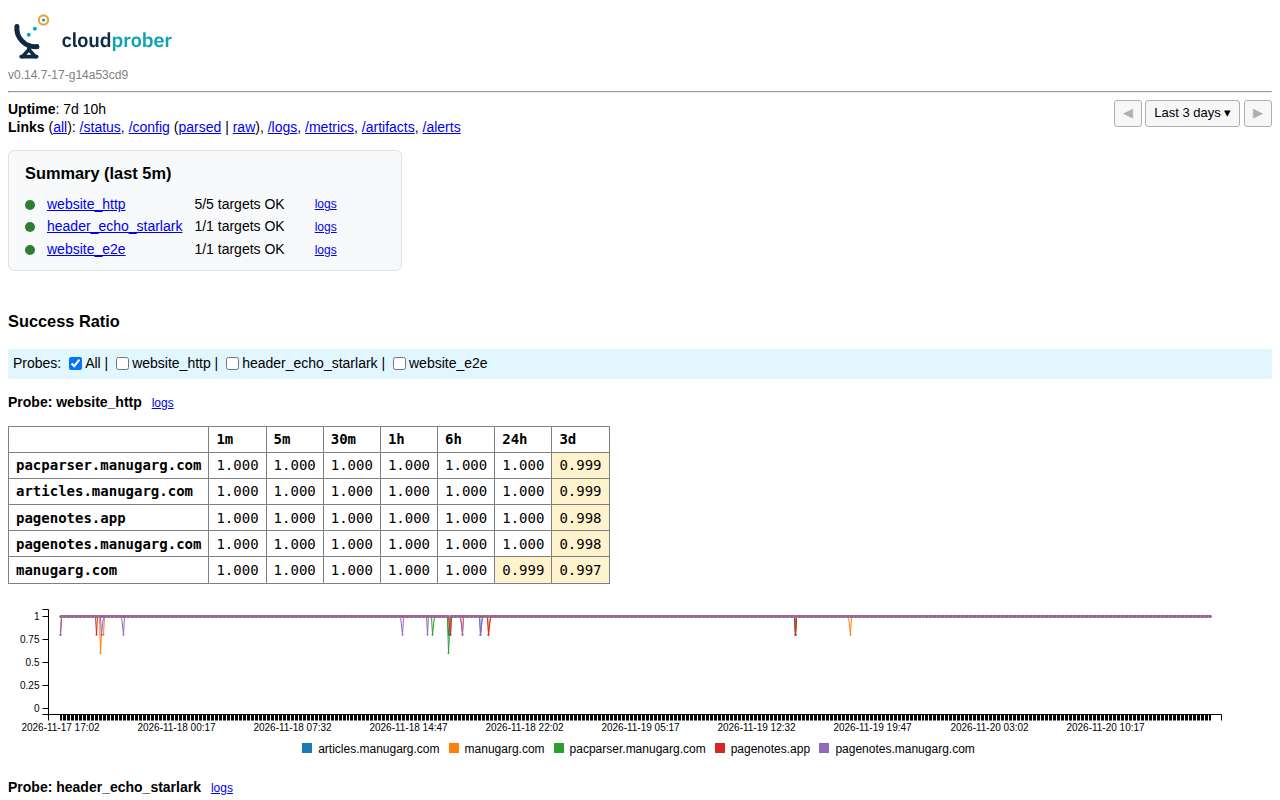 cloudprober
v0.14.7-17-g14a53cd9
Uptime: 7d 10h
◀ Last 3 days ▾ ▶
Links (all): /status, /config (parsed | raw), /logs, /metrics, /artifacts, /alerts
Summary (last 5m)
website_http 5/5 targets OK logs
header_echo_starlark 1/1 targets OK logs
website_e2e 1/1 targets OK logs
Success Ratio
Probes: All | website_http | header_echo_starlark | website_e2e
Probe: website_http logs
1m 5m 30m 1h 6h 24h 3d
pacparser.manugarg.com 1.000 1.000 1.000 1.000 1.000 1.000 0.999
articles.manugarg.com 1.000 1.000 1.000 1.000 1.000 1.000 0.999
pagenotes.app 1.000 1.000 1.000 1.000 1.000 1.000 0.998
pagenotes.manugarg.com 1.000 1.000 1.000 1.000 1.000 1.000 0.998
manugarg.com 1.000 1.000 1.000 1.000 1.000 0.999 0.997
1
0.75
0.5
0.25
0
2026-11-17 17:02 2026-11-18 00:17 2026-11-18 07:32 2026-11-18 14:47 2026-11-18 22:02 2026-11-19 05:17 2026-11-19 12:32 2026-11-19 19:47 2026-11-20 03:02 2026-11-20 10:17
articles.manugarg.com manugarg.com pacparser.manugarg.com pagenotes.app pagenotes.manugarg.com
Probe: header_echo_starlark logs